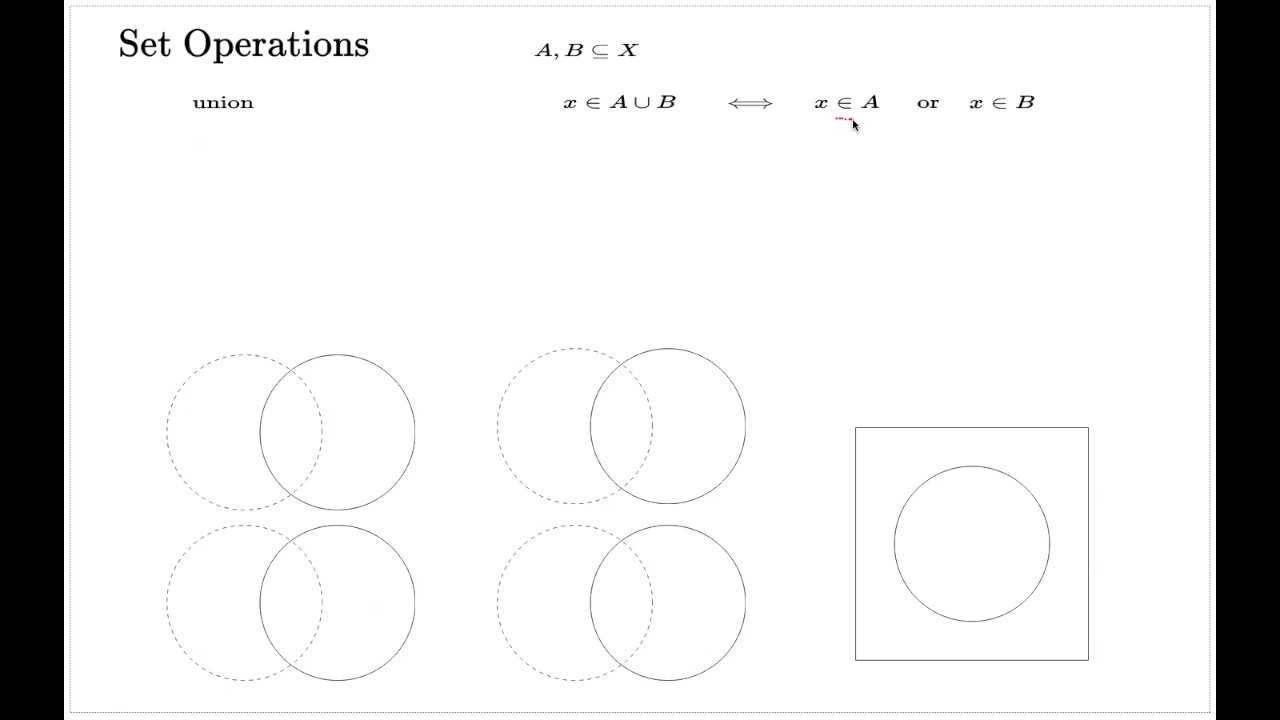 Set Operations
A, B ⊆ X
union x ∈ A ∪ B ⟺ x ∈ A or x ∈ B